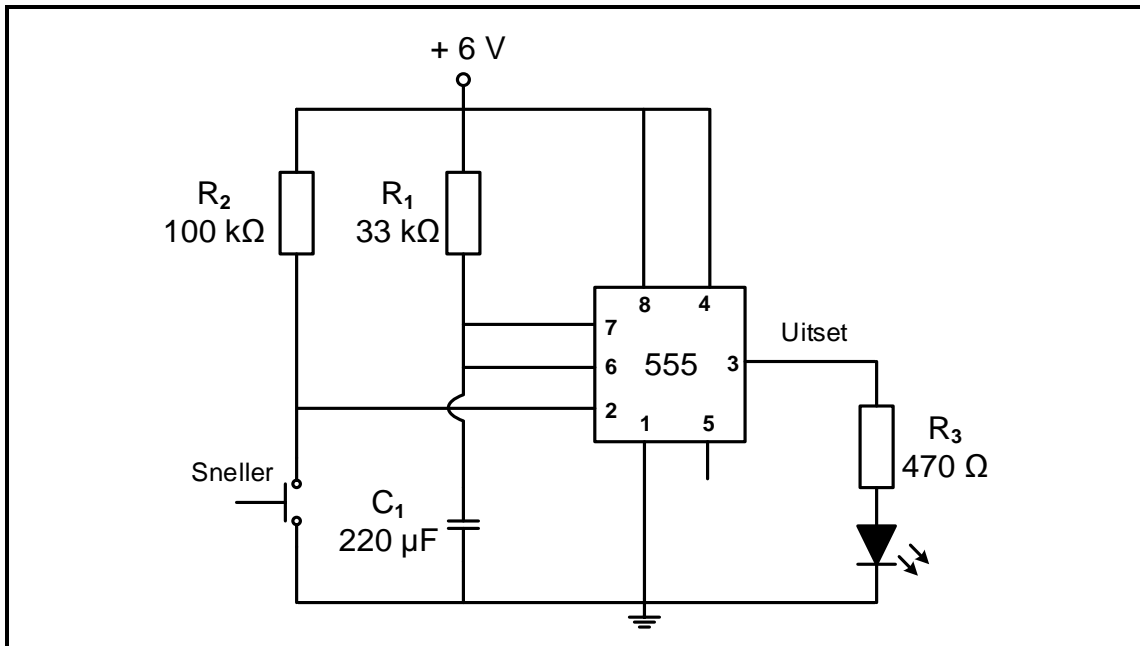 + 6 V
R₂
100 kΩ
R₁
33 kΩ
8
4
7
6
555
3
2
1
5
Uitset
R₃
470 Ω
Sneller
C₁
220 µF